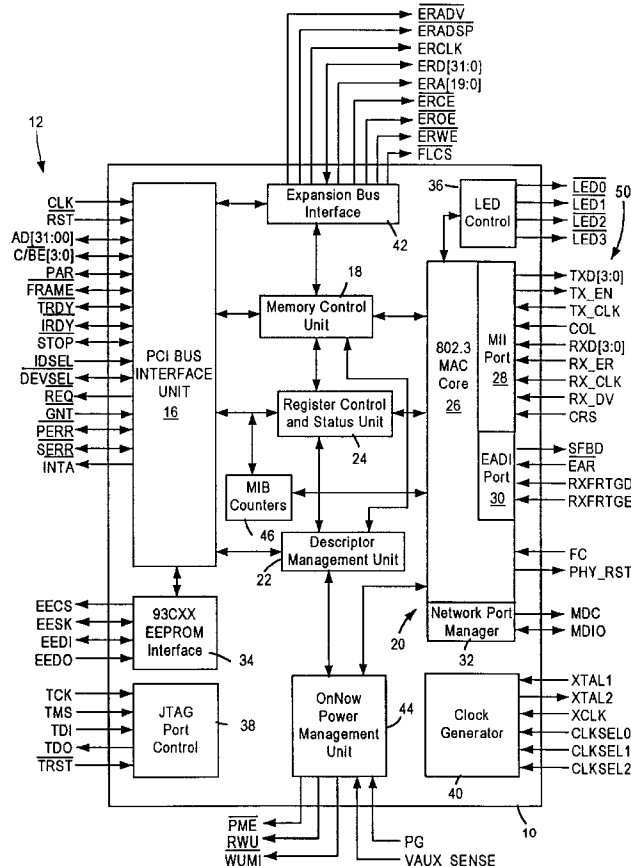 ERADV
ERADSP
ERCLK
ERD[31:0]
ERA[19:0]
ERCE
EROE
ERWE
FLCS
12
50
CLK
RST
AD[31:00]
C/BE[3:0]
PAR
FRAME
TRDY
IRDY
STOP
IDSEL
DEVSEL
REQ
GNT
PERR
SERR
INTA
PCI BUS
INTERFACE
UNIT
16
Expansion Bus
Interface
42
36
LED
Control
LED0
LED1
LED2
LED3
18
Memory Control
Unit
802.3
MAC
Core
26
MII
Port
28
TXD[3:0]
TX_EN
TX_CLK
COL
RXD[3:0]
RX_ER
RX_CLK
RX_DV
CRS
Register Control
and Status Unit
24
EADI
Port
30
SFBD
EAR
RXFRTGD
RXFRTGE
MIB
Counters
46
Descriptor
Management Unit
22
FC
PHY_RST
EECS
EESK
EEDI
EEDO
93CXX
EEPROM
Interface
34
20
Network Port
Manager
32
MDC
MDIO
TCK
TMS
TDI
TDO
TRST
JTAG
Port
Control
38
OnNow
Power
Management
Unit
44
Clock
Generator
40
XTAL1
XTAL2
XCLK
CLKSEL0
CLKSEL1
CLKSEL2
10
PME
RWU
WUMI
PG
VAUX_SENSE